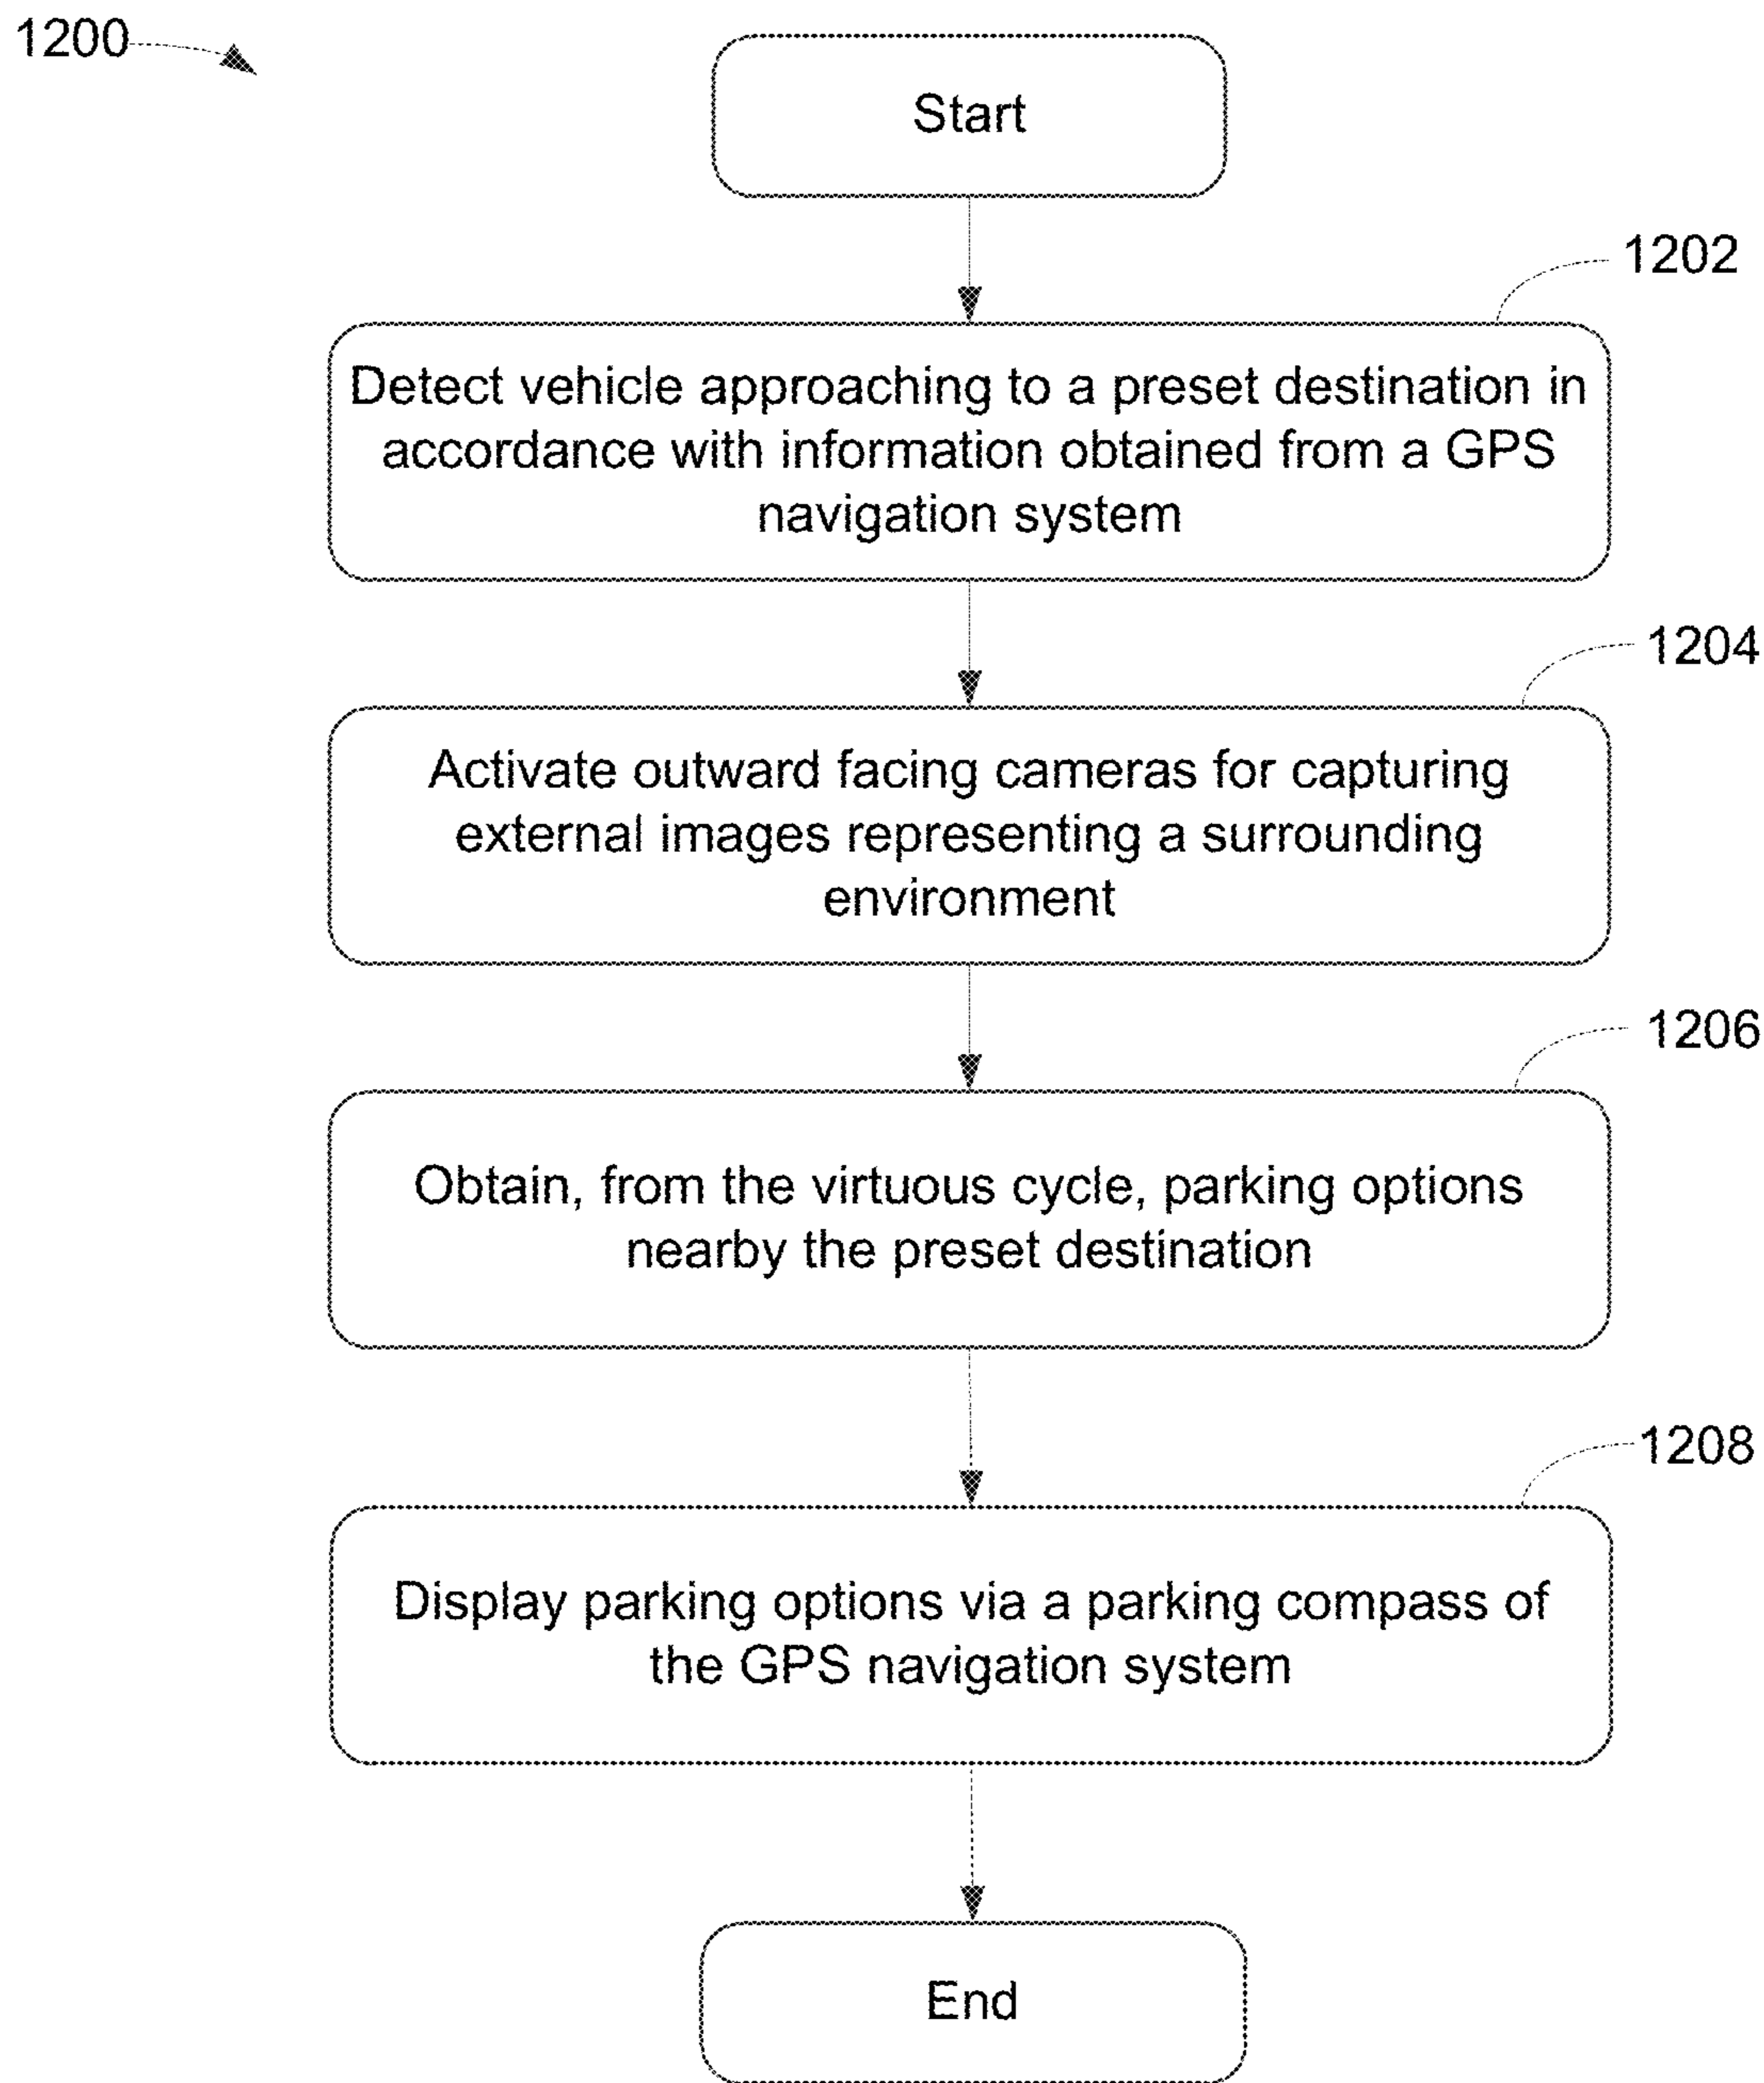 1200
Start
1202
Detect vehicle approaching to a preset destination in
accordance with information obtained from a GPS
navigation system
1204
Activate outward facing cameras for capturing
external images representing a surrounding
environment
1206
Obtain, from the virtuous cycle, parking options
nearby the preset destination
1208
Display parking options via a parking compass of
the GPS navigation system
End